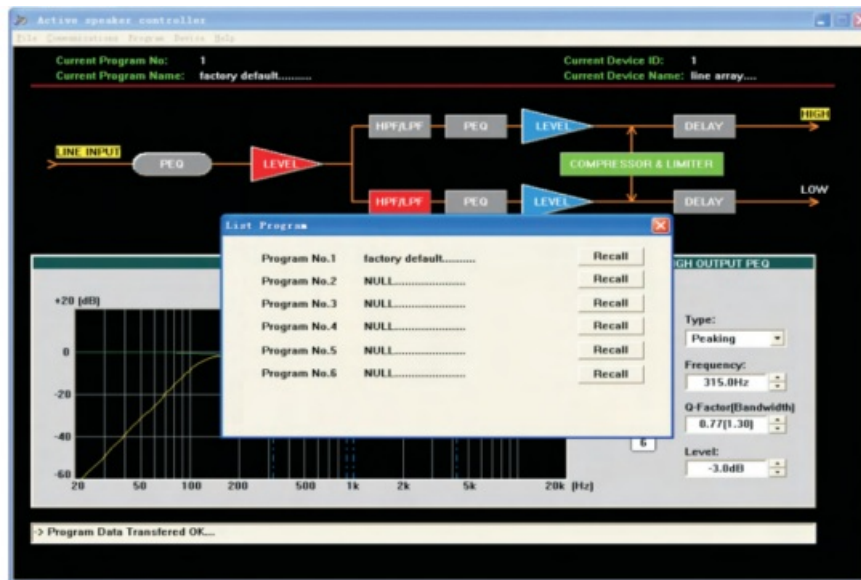 Active speaker controller
File Communications Program Device Help
Current Program No: 1
Current Device ID: 1
Current Program Name: factory default..........
Current Device Name: line array....
HPF/LPF PEQ LEVEL DELAY HIGH
LINE INPUT PEQ LEVEL COMPRESSOR & LIMITER
HPF/LPF PEQ LEVEL DELAY LOW
List Program
Program No.1 factory default.......... Recall
Program No.2 NULL...................... Recall
Program No.3 NULL...................... Recall
Program No.4 NULL...................... Recall
Program No.5 NULL...................... Recall
Program No.6 NULL...................... Recall
GH OUTPUT PEQ
+20 (dB)
0
-20
-40
-60
20 50 100 200 500 1k 2k 5k 20k (Hz)
6
Type:
Peaking
Frequency:
315.0Hz
Q-Factor[Bandwidth]
0.77[1.30]
Level:
-3.0dB
-> Program Data Transfered OK...